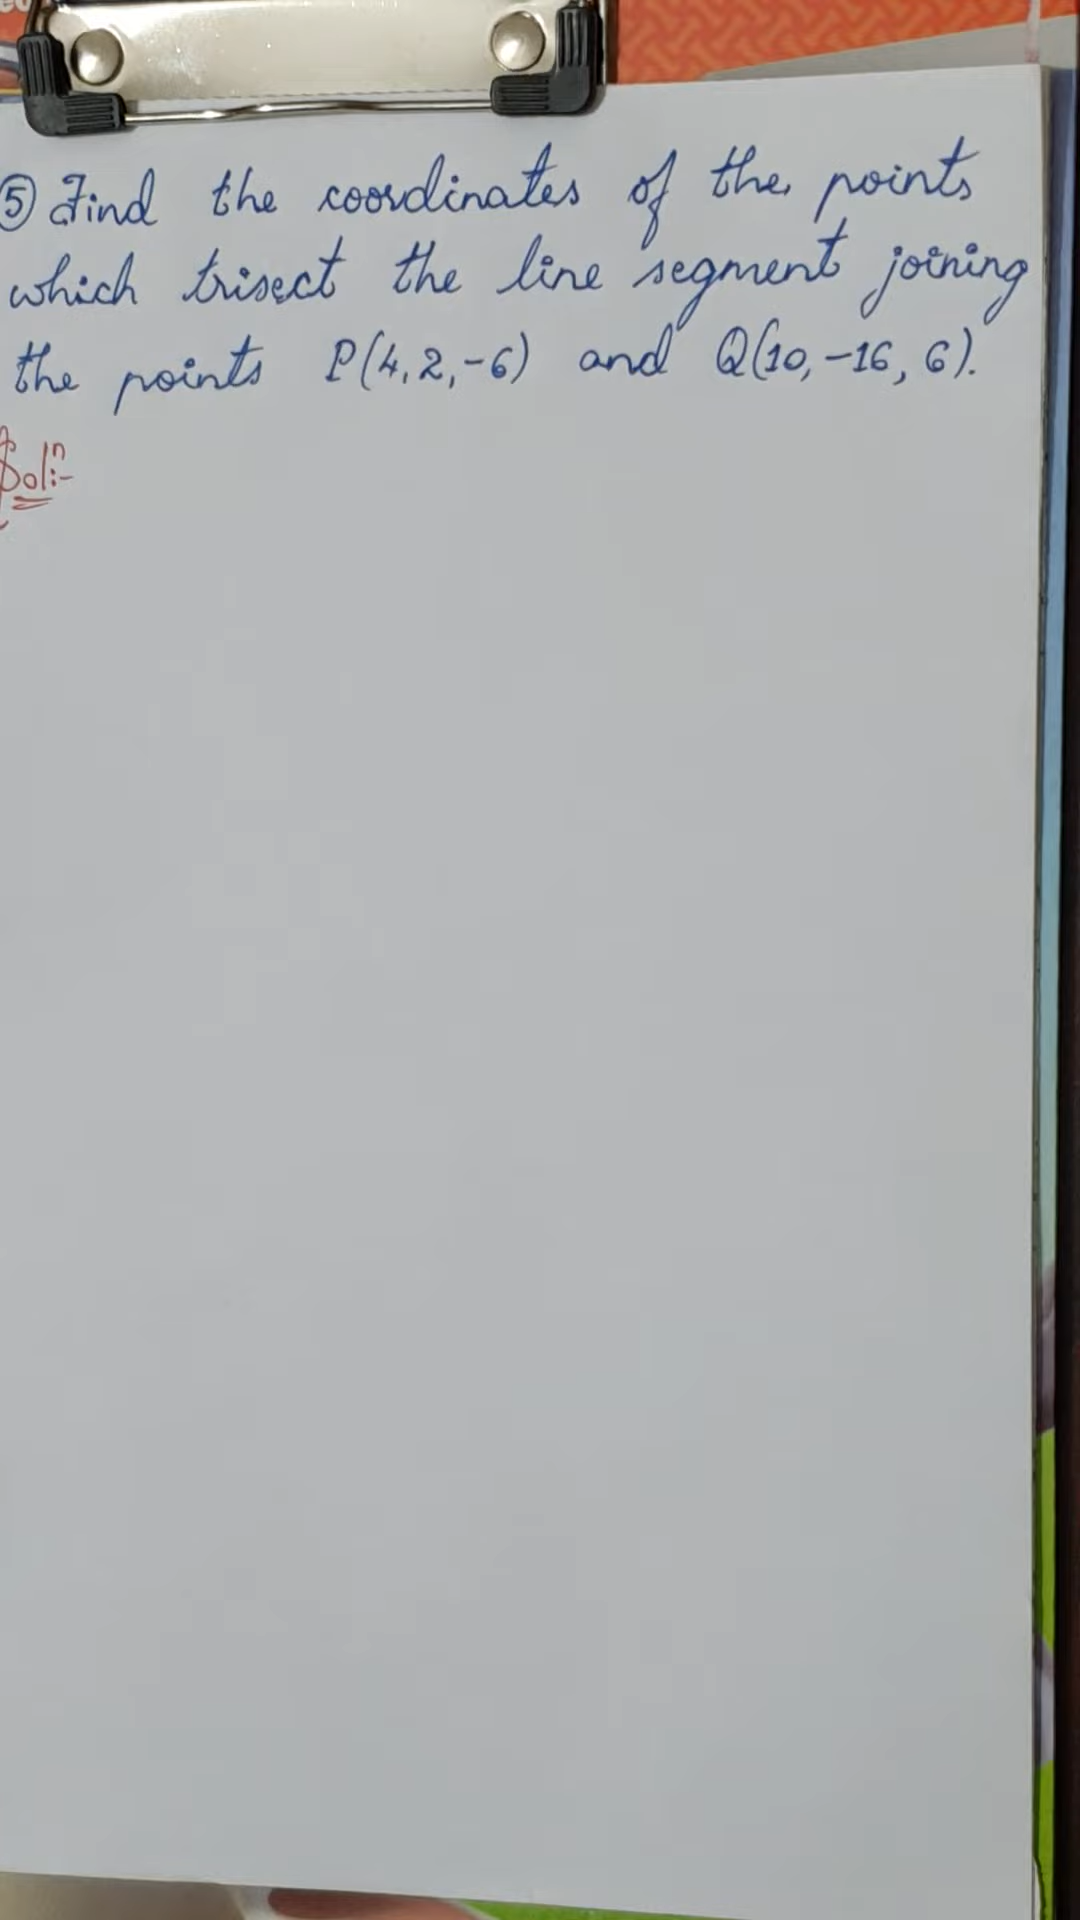 ⑤ Find the coordinates of the points
which trisect the line segment joining
the points P(4,2,-6) and Q(10,-16, 6).
Solⁿ:-